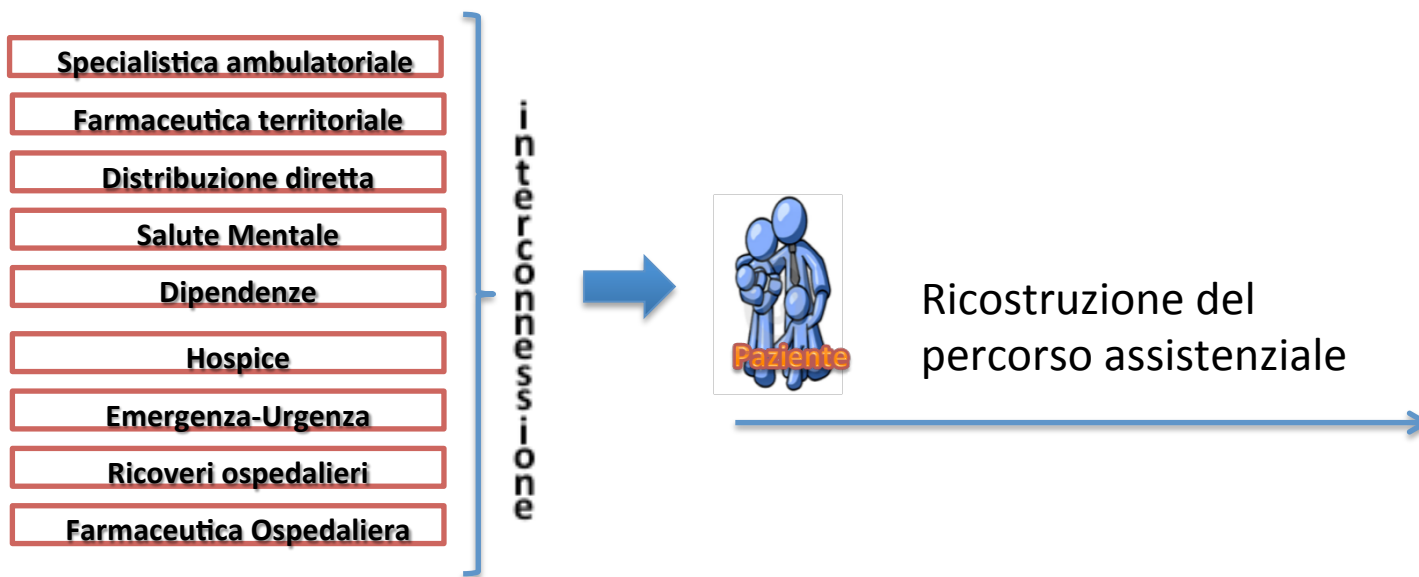 Specialistica ambulatoriale
Farmaceutica territoriale
Distribuzione diretta
Salute Mentale
Dipendenze
Hospice
Emergenza-Urgenza
Ricoveri ospedalieri
Farmaceutica Ospedaliera
interconnessione
Paziente
Ricostruzione del
percorso assistenziale